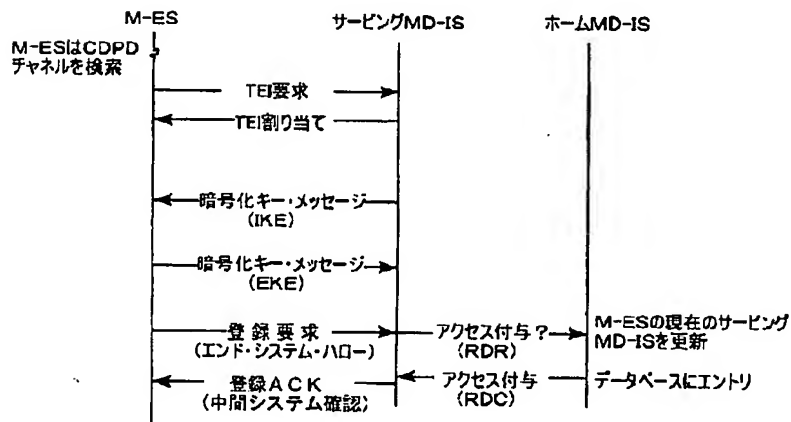 M-ES
サービングMD-IS
ホームMD-IS
M-ESはCDPD
チャネルを検索
TEI要求
TEI割り当て
暗号化キー・メッセージ
(IKE)
暗号化キー・メッセージ
(EKE)
登録要求
(エンド・システム・ハロー)
アクセス付与?
(RDR)
M-ESの現在のサービング
MD-ISを更新
登録ACK
(中間システム確認)
アクセス付与
(RDC)
データベースにエントリ